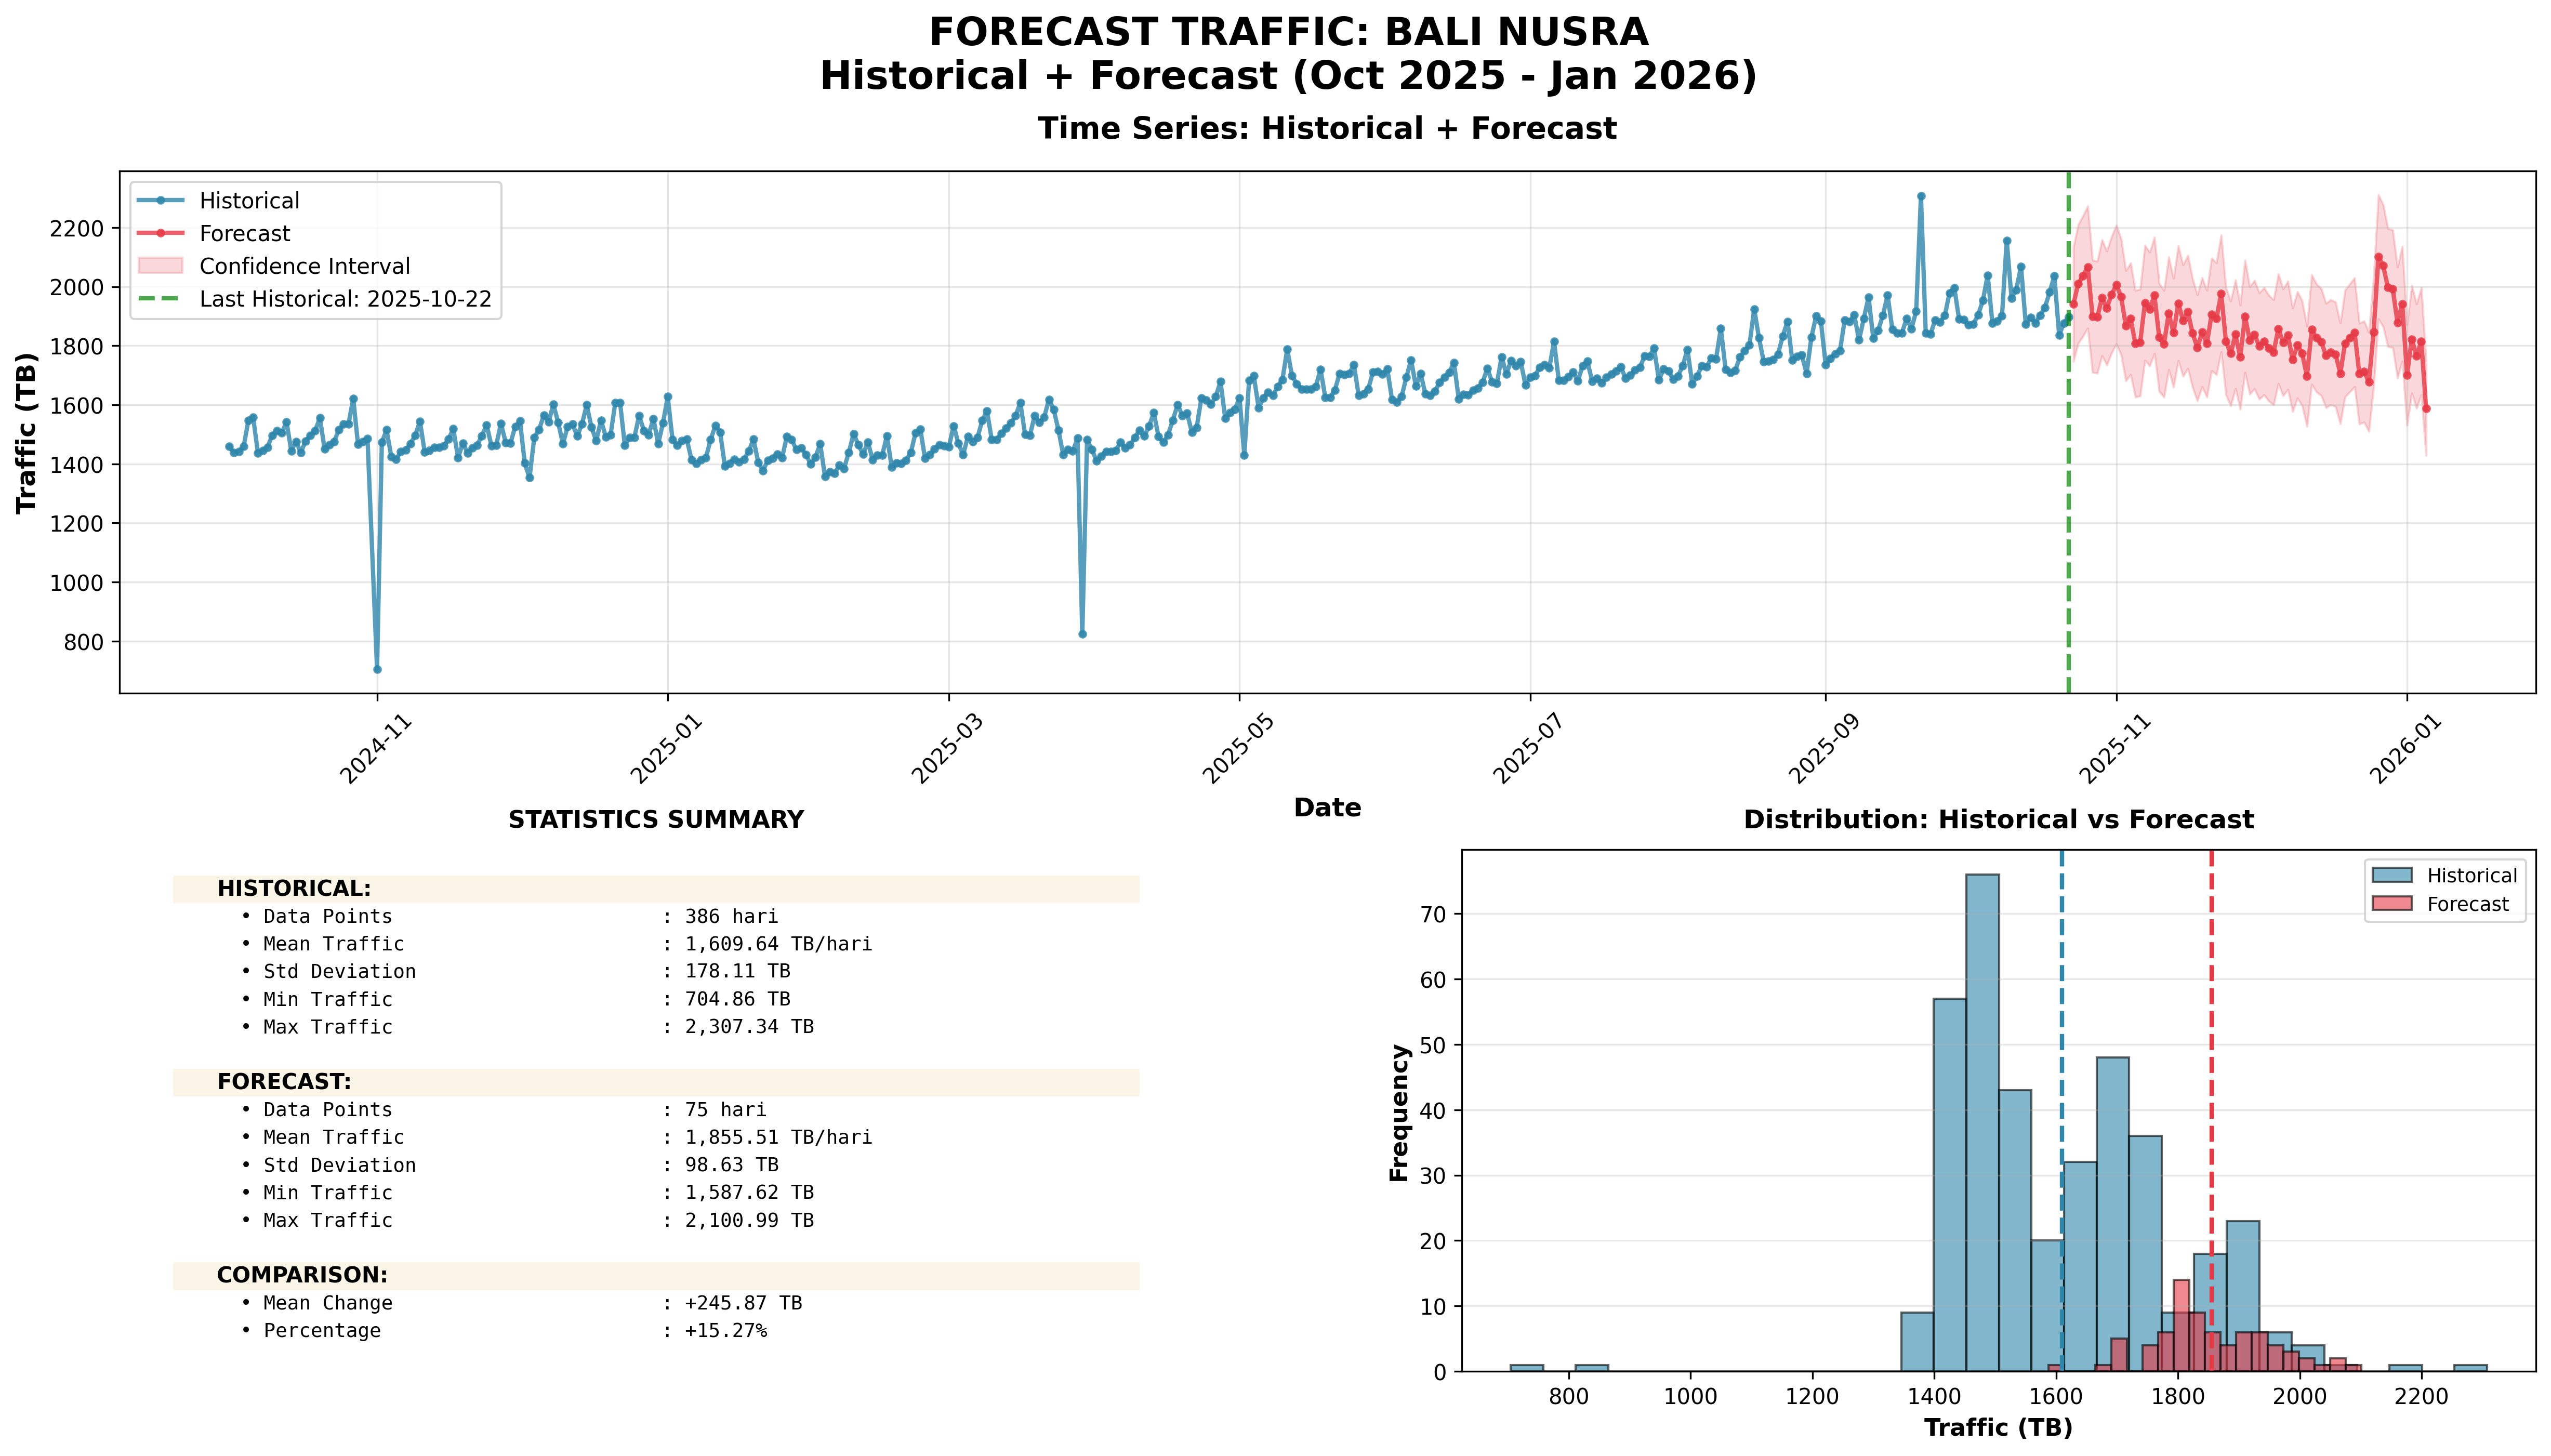 FORECAST TRAFFIC: BALI NUSRA
Historical + Forecast (Oct 2025 - Jan 2026)
Time Series: Historical + Forecast
Historical
Forecast
Confidence Interval
Last Historical: 2025-10-22
Traffic (TB)
2200
2000
1800
1600
1400
1200
1000
800
2024-11
2025-01
2025-03
2025-05
2025-07
2025-09
2025-11
2026-01
Date
STATISTICS SUMMARY
HISTORICAL:
• Data Points : 386 hari
• Mean Traffic : 1,609.64 TB/hari
• Std Deviation : 178.11 TB
• Min Traffic : 704.86 TB
• Max Traffic : 2,307.34 TB
FORECAST:
• Data Points : 75 hari
• Mean Traffic : 1,855.51 TB/hari
• Std Deviation : 98.63 TB
• Min Traffic : 1,587.62 TB
• Max Traffic : 2,100.99 TB
COMPARISON:
• Mean Change : +245.87 TB
• Percentage : +15.27%
Distribution: Historical vs Forecast
Historical
Forecast
Frequency
70
60
50
40
30
20
10
0
800
1000
1200
1400
1600
1800
2000
2200
Traffic (TB)